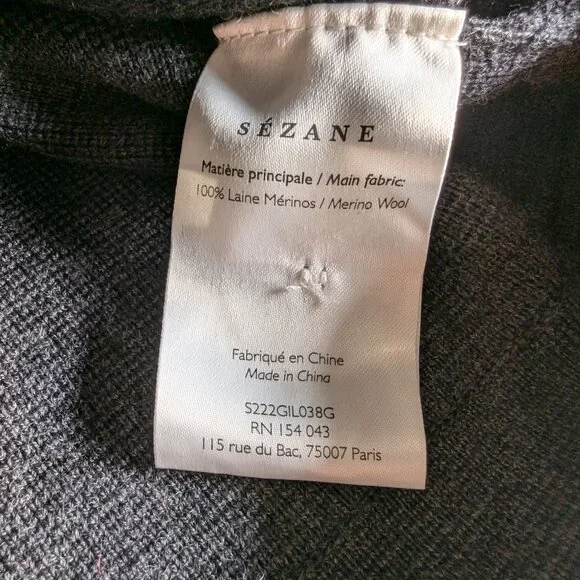 SÉZANE
Matière principale / Main fabric:
100% Laine Mérinos / Merino Wool
Fabriqué en Chine
Made in China
S222GIL038G
RN 154 043
115 rue du Bac, 75007 Paris